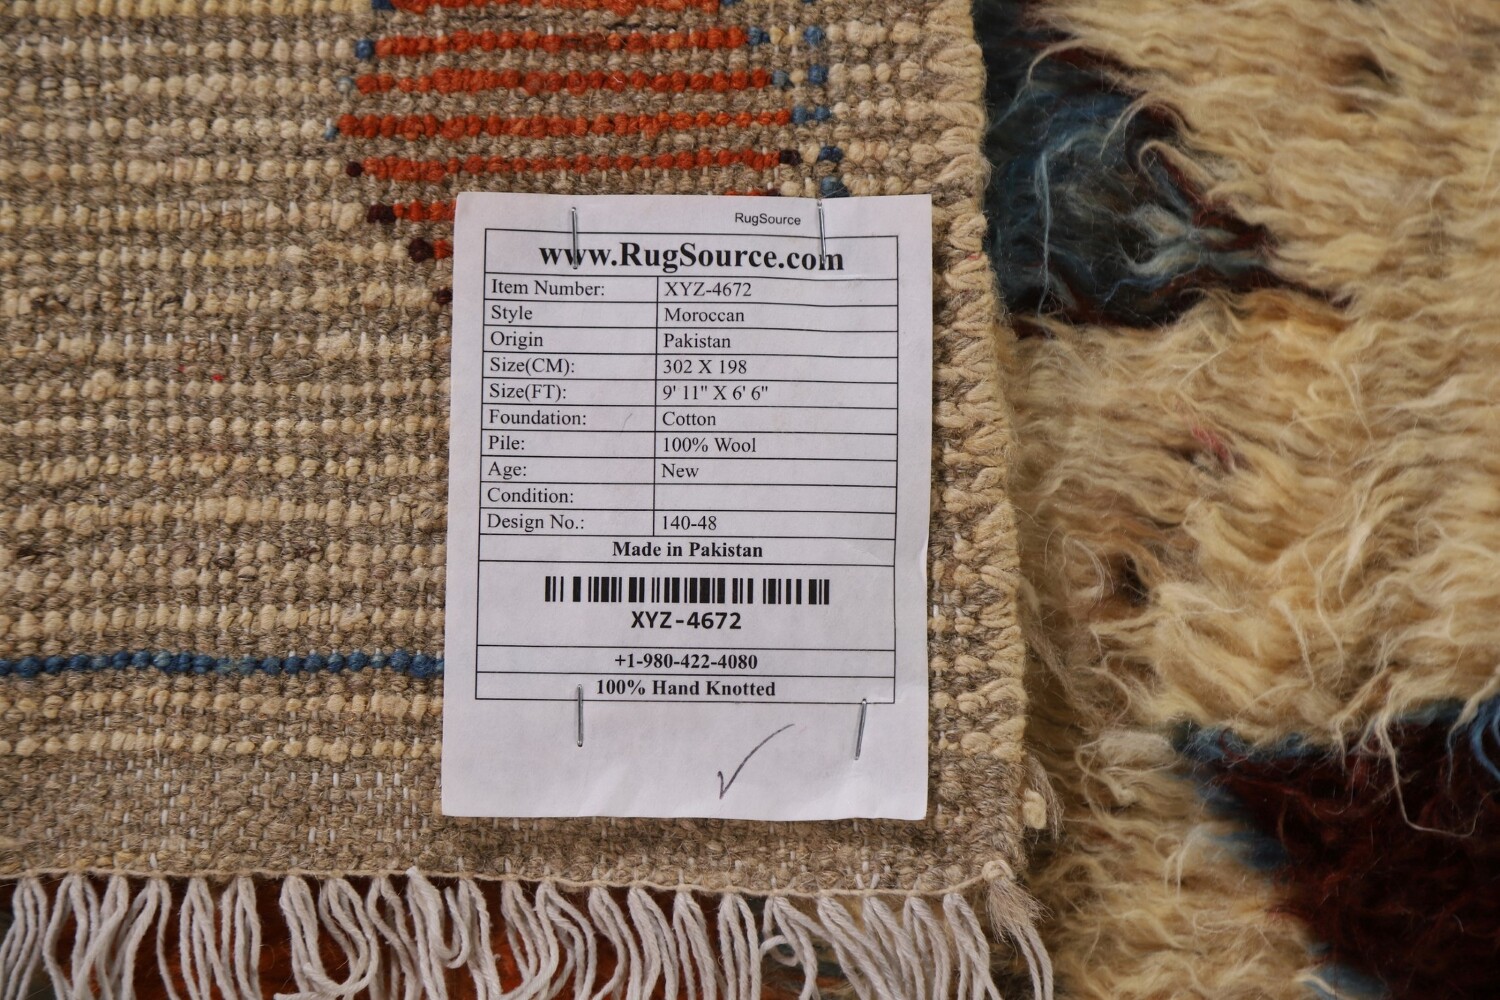 RugSource
www.RugSource.com
Item Number: XYZ-4672
Style Moroccan
Origin Pakistan
Size(CM): 302 X 198
Size(FT): 9' 11" X 6' 6"
Foundation: Cotton
Pile: 100% Wool
Age: New
Condition:
Design No.: 140-48
Made in Pakistan
XYZ-4672
+1-980-422-4080
100% Hand Knotted